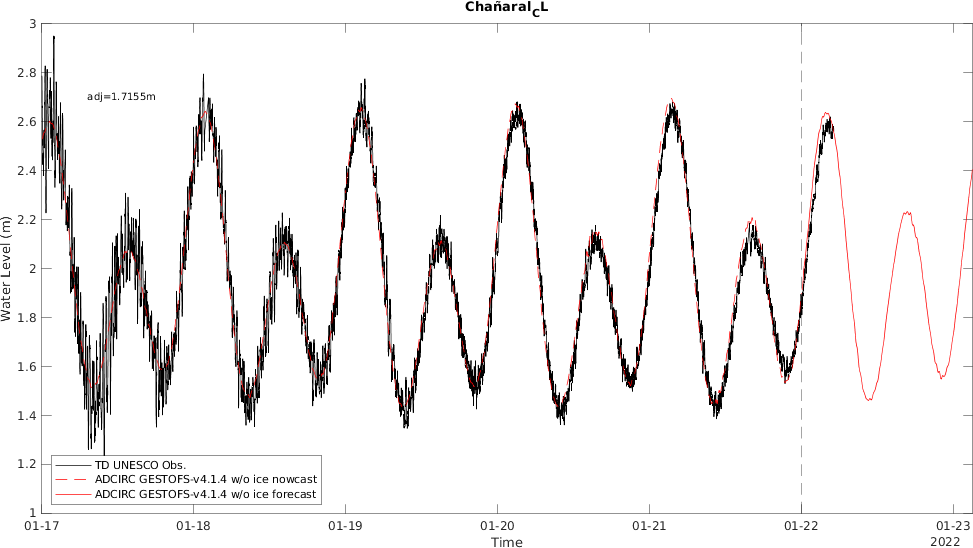 Chañaral_CL
3
2.8
2.6
2.4
2.2
2
1.8
1.6
1.4
1.2
1
Water Level (m)
adj=1.7155m
TD UNESCO Obs.
ADCIRC GESTOFS-v4.1.4 w/o ice nowcast
ADCIRC GESTOFS-v4.1.4 w/o ice forecast
01-17 01-18 01-19 01-20 01-21 01-22 01-23
Time 2022